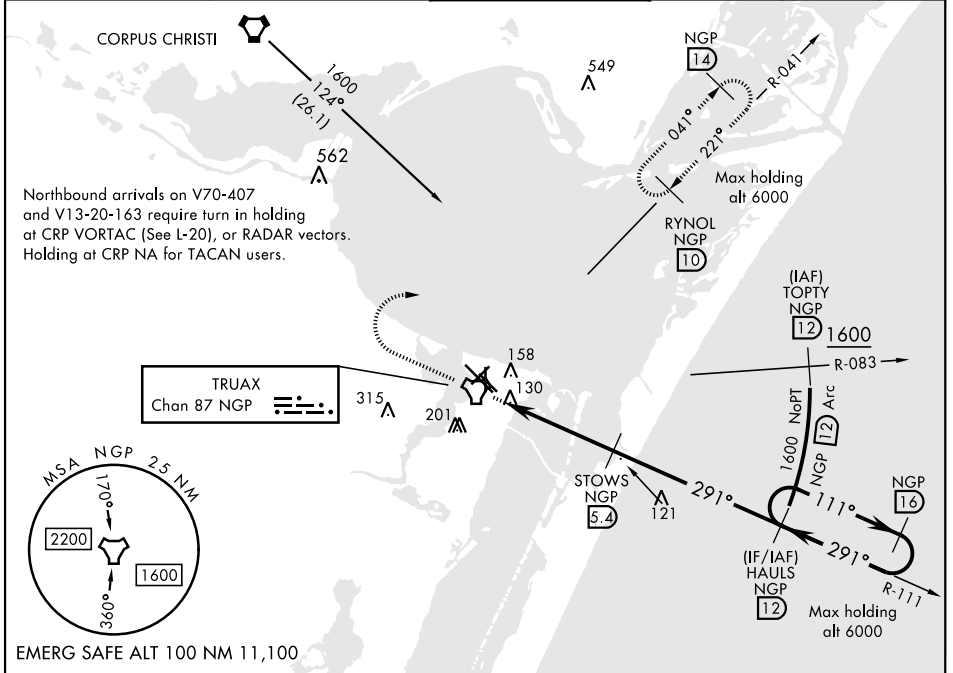 CORPUS CHRISTI
1600
124°
(26.1)
549
NGP
14
R-041
041°
221°
Max holding
alt 6000
RYNOL
NGP
10
562
Northbound arrivals on V70-407
and V13-20-163 require turn in holding
at CRP VORTAC (See L-20), or RADAR vectors.
Holding at CRP NA for TACAN users.
(IAF)
TOPTY
NGP
12
1600
R-083
1600 NoPT
NGP 12 Arc
TRUAX
Chan 87 NGP
315
158
130
201
STOWS
NGP
5.4
121
291°
111°
291°
NGP
16
R-111
(IF/IAF)
HAULS
NGP
12
Max holding
alt 6000
MSA NGP 25 NM
170°
2200
1600
360°
EMERG SAFE ALT 100 NM 11,100